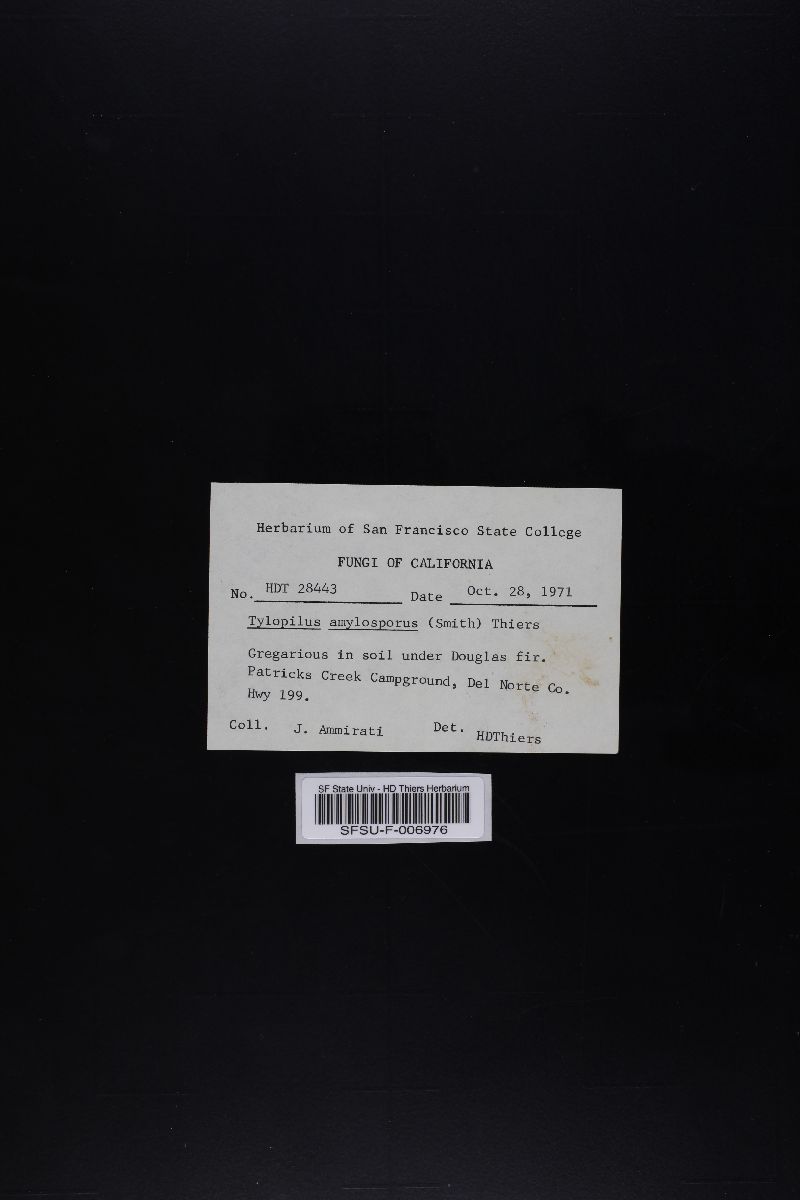 Herbarium of San Francisco State College
FUNGI OF CALIFORNIA
No. HDT 28443 Date Oct. 28, 1971
Tylopilus amylosporus (Smith) Thiers
Gregarious in soil under Douglas fir.
Patricks Creek Campground, Del Norte Co.
Hwy 199.
Coll. J. Ammirati Det. HDThiers
SF State Univ - HD Thiers Herbarium
SFSU-F-006976